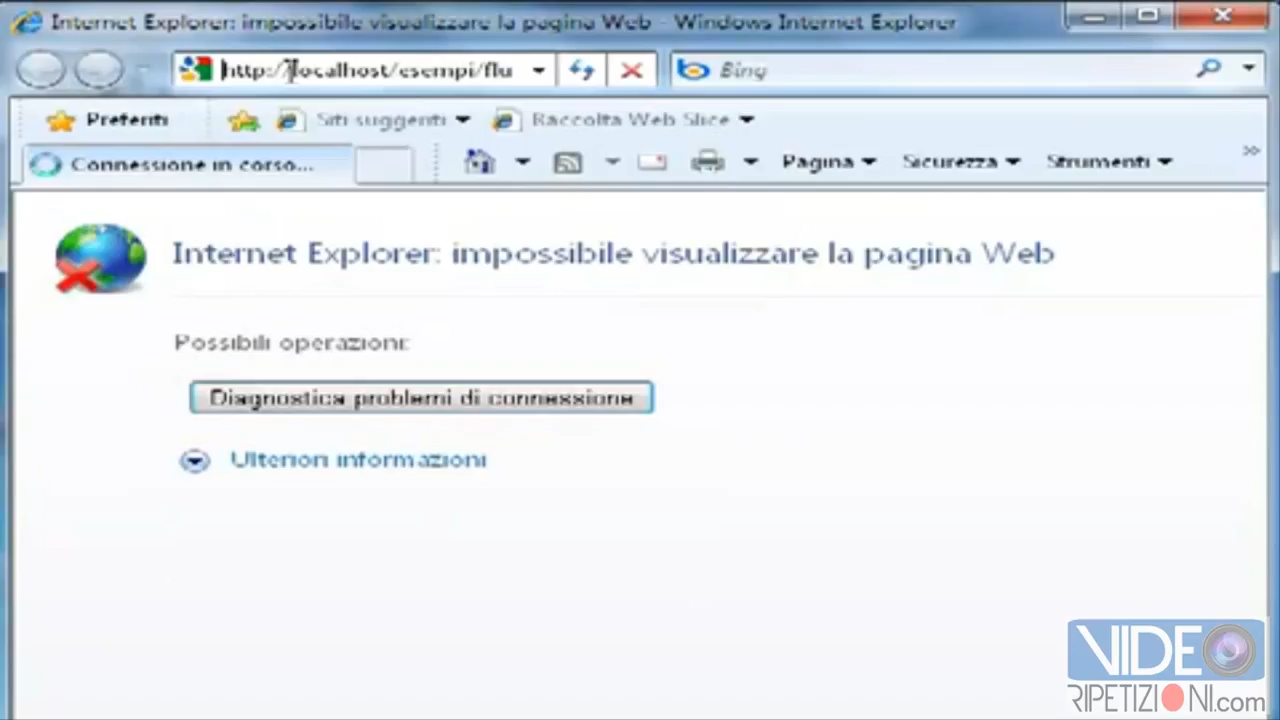 Internet Explorer: impossibile visualizzare la pagina Web - Windows Internet Explorer
http://localhost/esempi/flu
Bing
Preferiti
Siti suggeriti
Raccolta Web Slice
Connessione in corso...
Pagina
Sicurezza
Strumenti
»
Internet Explorer: impossibile visualizzare la pagina Web
Possibili operazioni:
Diagnostica problemi di connessione
Ulteriori informazioni
VIDEO
RIPETIZIONI.com